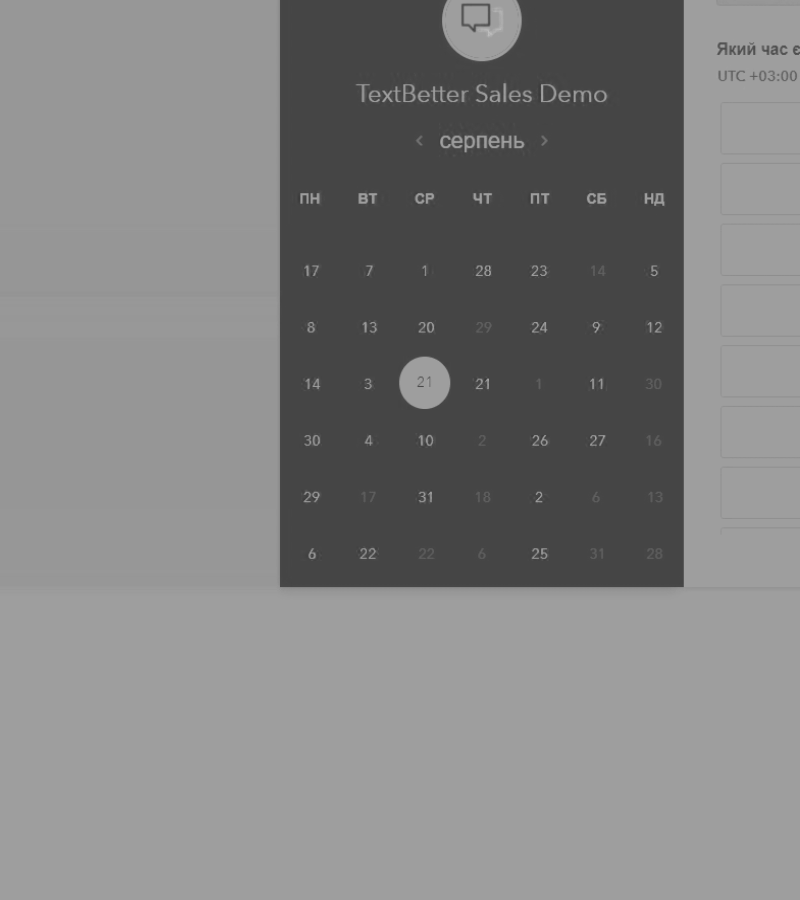 TextBetter Sales Demo
< серпень >
ПН ВТ СР ЧТ ПТ СБ НД
17 7 1 28 23 14 5
8 13 20 29 24 9 12
14 3 21 21 1 11 30
30 4 10 2 26 27 16
29 17 31 18 2 6 13
6 22 22 6 25 31 28
Який час є
UTC +03:00